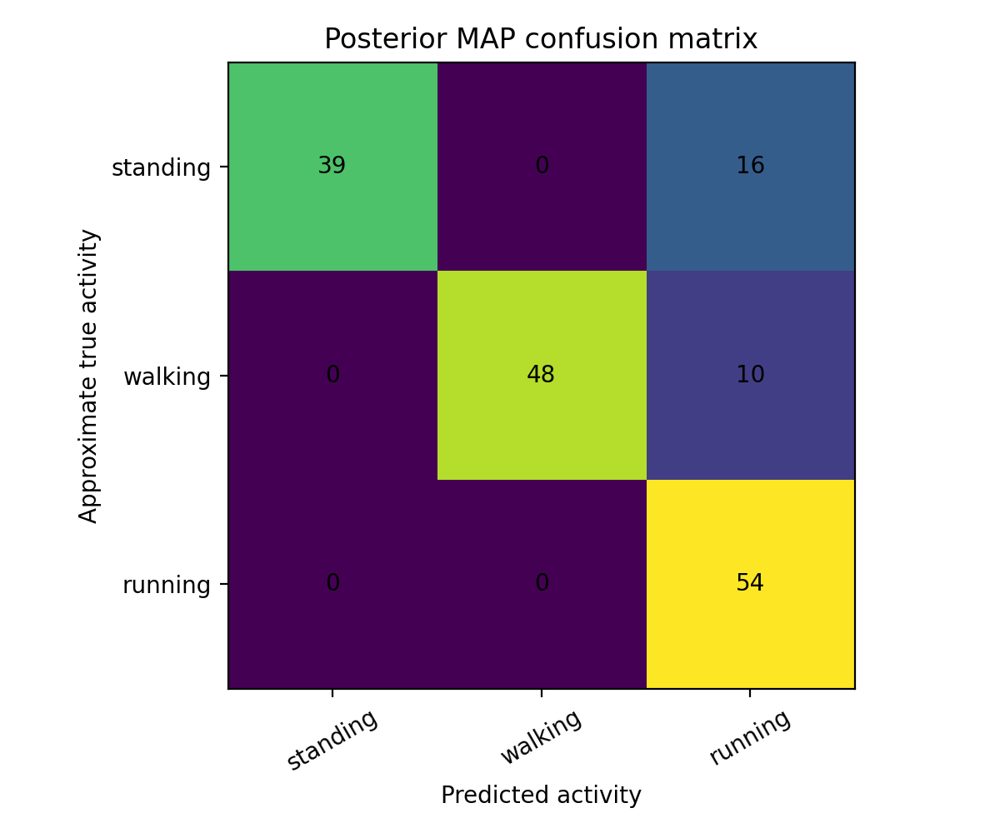 Posterior MAP confusion matrix
standing
39
0
16
walking
0
48
10
running
0
0
54
Approximate true activity
standing
walking
running
Predicted activity